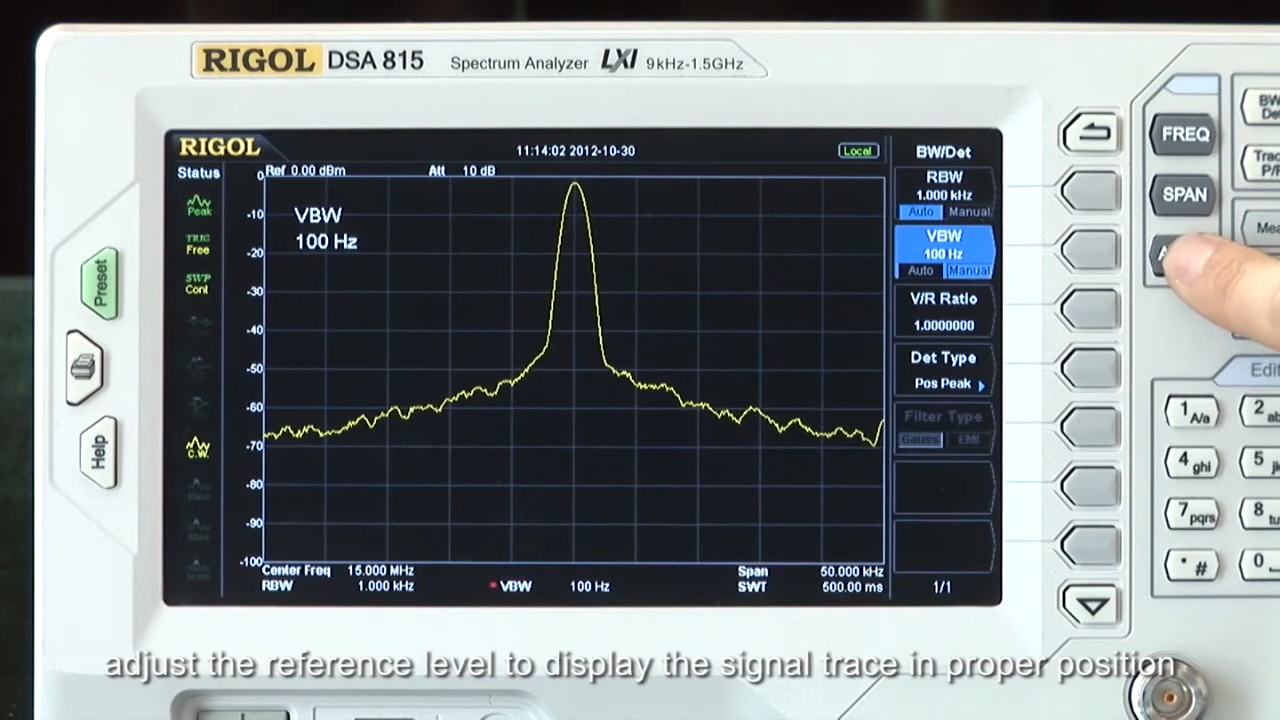 RIGOL DSA 815 Spectrum Analyzer LXI 9kHz-1.5GHz
RIGOL
11:14:02 2012-10-30
Local
BW/Det
Status
Ref 0.00 dBm
Att 10 dB
Peak
TRIG
Free
SWP
Cont
C.W.
0
-10
-20
-30
-40
-50
-60
-70
-80
-90
-100
VBW
100 Hz
Center Freq 15.000 MHz
Span 50.000 kHz
RBW 1.000 kHz
VBW 100 Hz
SWT 500.00 ms
RBW
1.000 kHz
Auto Manual
VBW
100 Hz
Auto Manual
V/R Ratio
1.0000000
Det Type
Pos Peak
Filter Type
Gauss EMI
1/1
Preset
Help
FREQ
SPAN
BW
1 A/a
2
4 ghi
5
7 pqrs
8
. #
0
adjust the reference level to display the signal trace in proper position